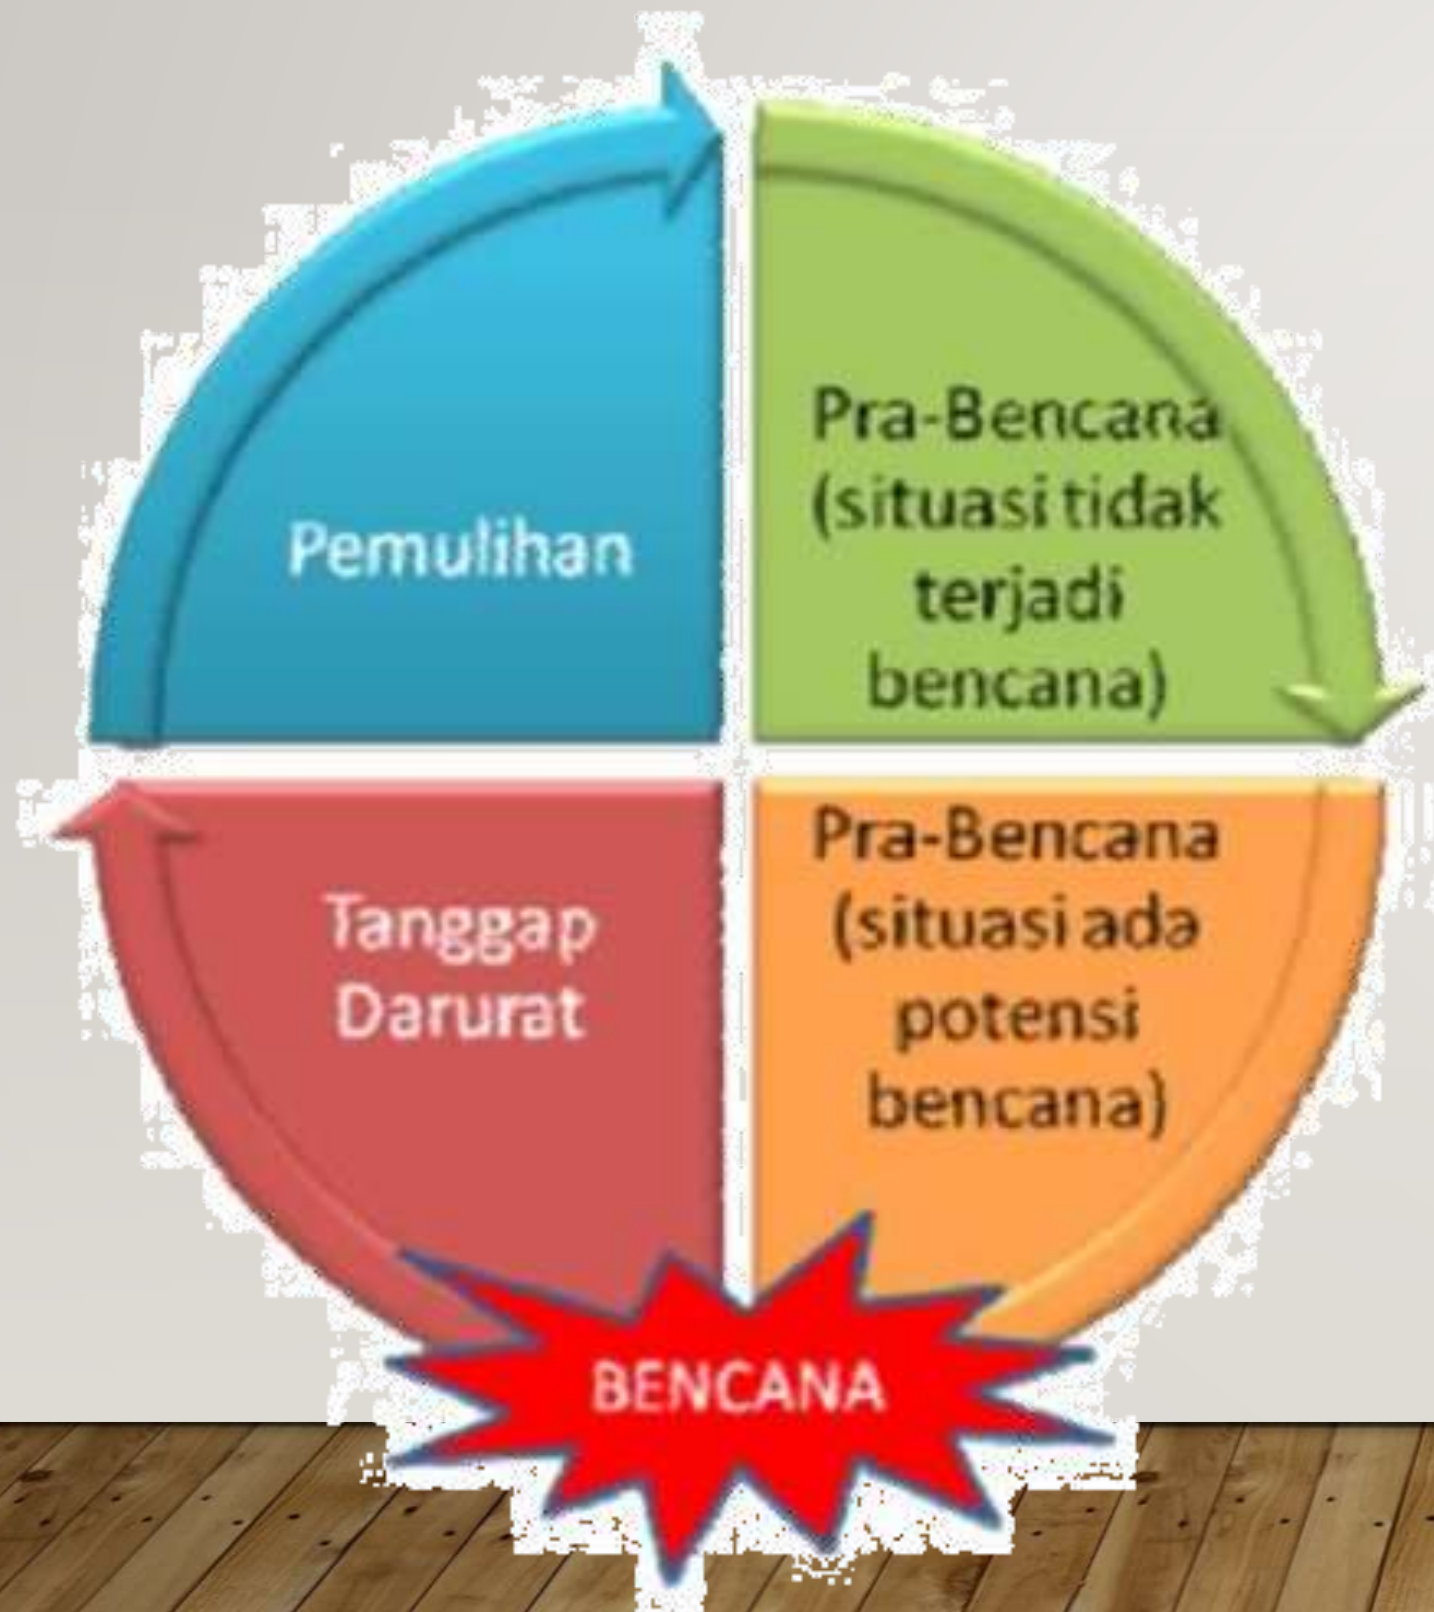 Pemulihan
Pra-Bencana
(situasi tidak
terjadi
bencana)
Tanggap
Darurat
Pra-Bencana
(situasi ada
potensi
bencana)
BENCANA